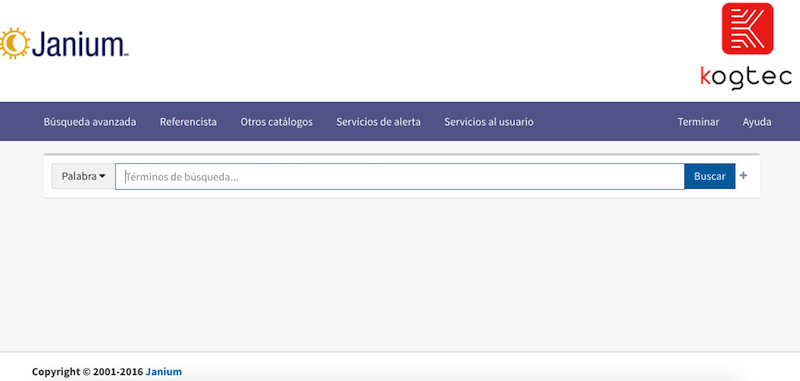 Janium
kogtec
Búsqueda avanzada Referencista Otros catálogos Servicios de alerta Servicios al usuario Terminar Ayuda
Palabra Términos de búsqueda... Buscar +
Copyright © 2001-2016 Janium